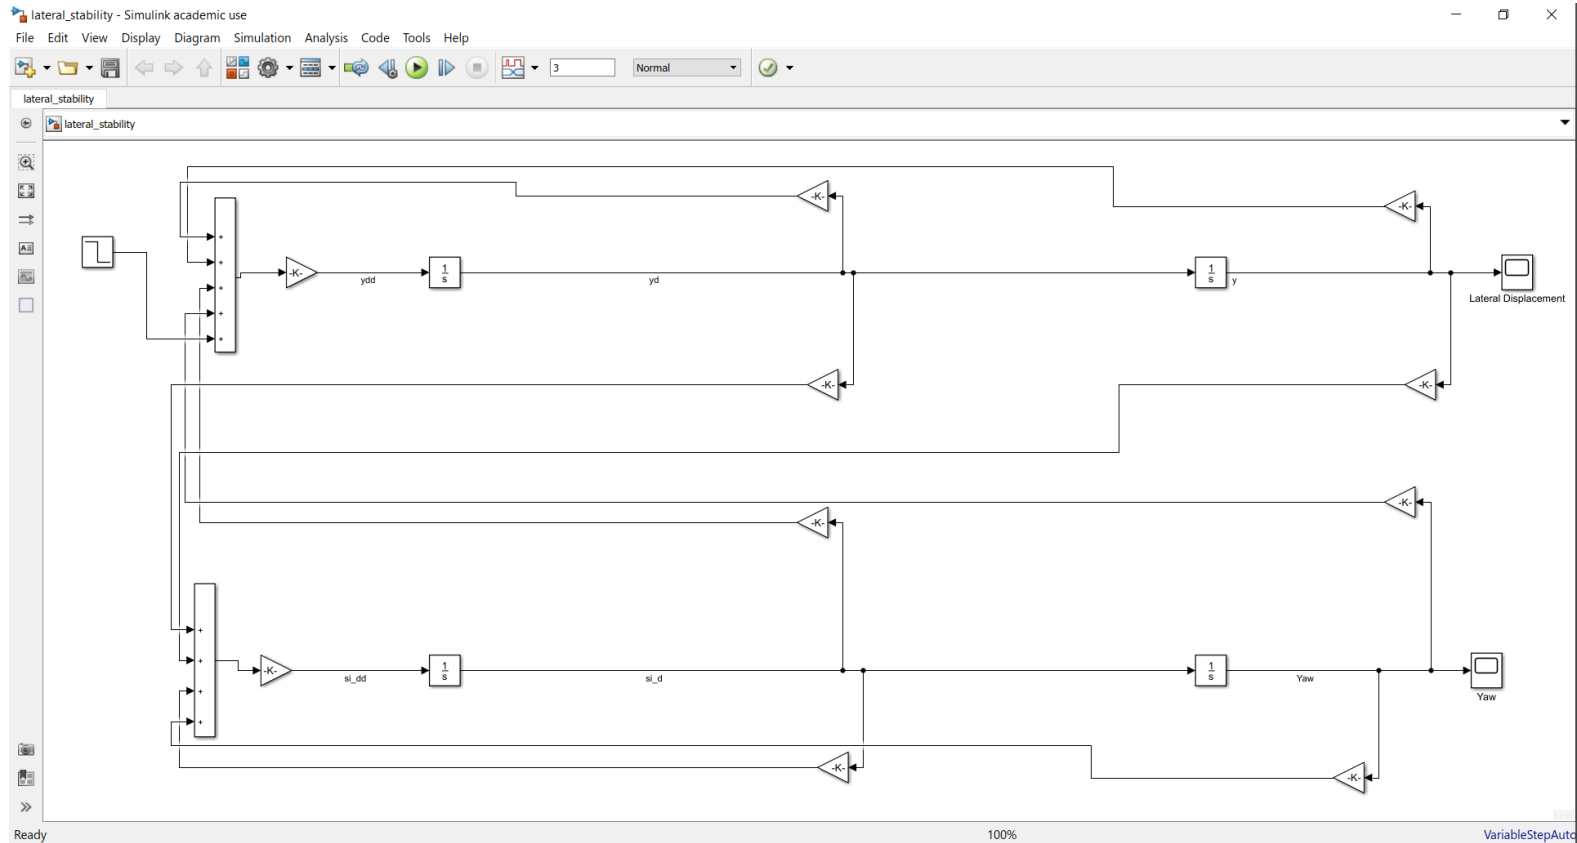 lateral_stability - Simulink academic use
File Edit View Display Diagram Simulation Analysis Code Tools Help
3 Normal
lateral_stability
lateral_stability
-K-
-K-
+
+
+
+
+
-K-
ydd
1
s
yd
1
s
y
Lateral Displacement
-K-
-K-
-K-
-K-
+
+
+
+
-K-
si_dd
1
s
si_d
1
s
Yaw
Yaw
-K-
-K-
Ready 100% VariableStepAuto